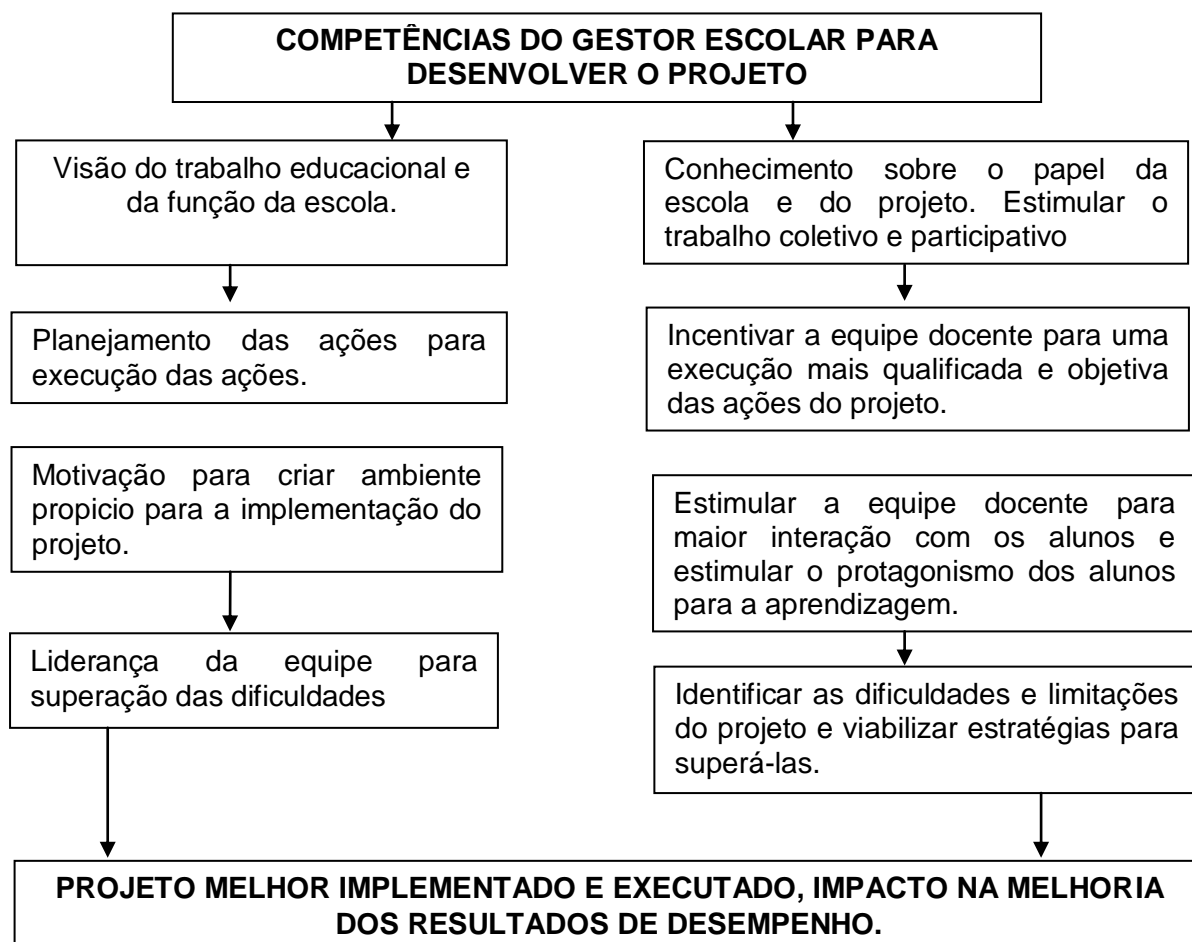 COMPETÊNCIAS DO GESTOR ESCOLAR PARA
DESENVOLVER O PROJETO
Visão do trabalho educacional e
da função da escola.
Conhecimento sobre o papel da
escola e do projeto. Estimular o
trabalho coletivo e participativo
Planejamento das ações para
execução das ações.
Incentivar a equipe docente para uma
execução mais qualificada e objetiva
das ações do projeto.
Motivação para criar ambiente
propicio para a implementação do
projeto.
Estimular a equipe docente para
maior interação com os alunos e
estimular o protagonismo dos alunos
para a aprendizagem.
Liderança da equipe para
superação das dificuldades
Identificar as dificuldades e limitações
do projeto e viabilizar estratégias para
superá-las.
PROJETO MELHOR IMPLEMENTADO E EXECUTADO, IMPACTO NA MELHORIA
DOS RESULTADOS DE DESEMPENHO.